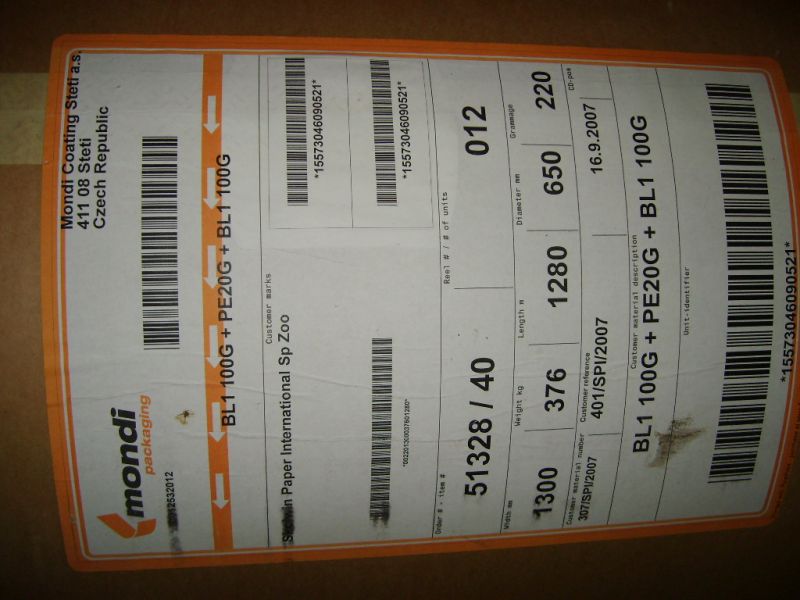 mondi
packaging
Mondi Coating Steti a.s.
411 08 Steti
Czech Republic
BL1 100G + PE20G + BL1 100G
Customer marks
Paper International Sp Zoo
*15573046090521*
*15573046090521*
Order # - item #
51328 / 40
Reel # / # of units
012
Width mm
1300
Weight kg
376
Length m
1280
Diameter mm
650
Grammage
220
Customer material number
307/SPI/2007
Customer reference
401/SPI/2007
16.9.2007
CD-pos
Customer material description
BL1 100G + PE20G + BL1 100G
Unit-identifier
*15573046090521*